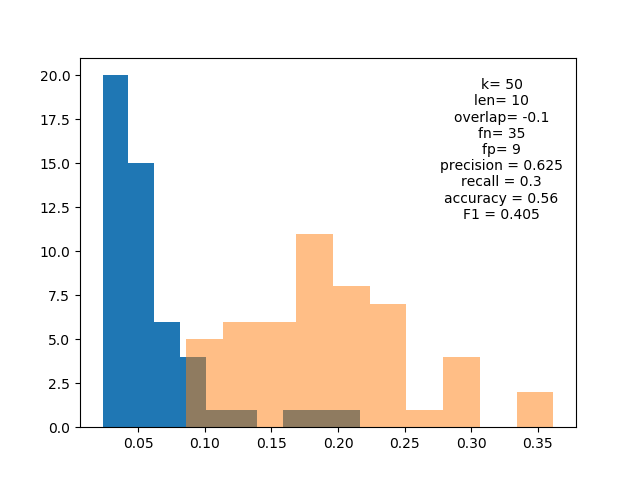 20.0
17.5
15.0
12.5
10.0
7.5
5.0
2.5
0.0
k= 50
len= 10
overlap= -0.1
fn= 35
fp= 9
precision = 0.625
recall = 0.3
accuracy = 0.56
F1 = 0.405
0.05 0.10 0.15 0.20 0.25 0.30 0.35